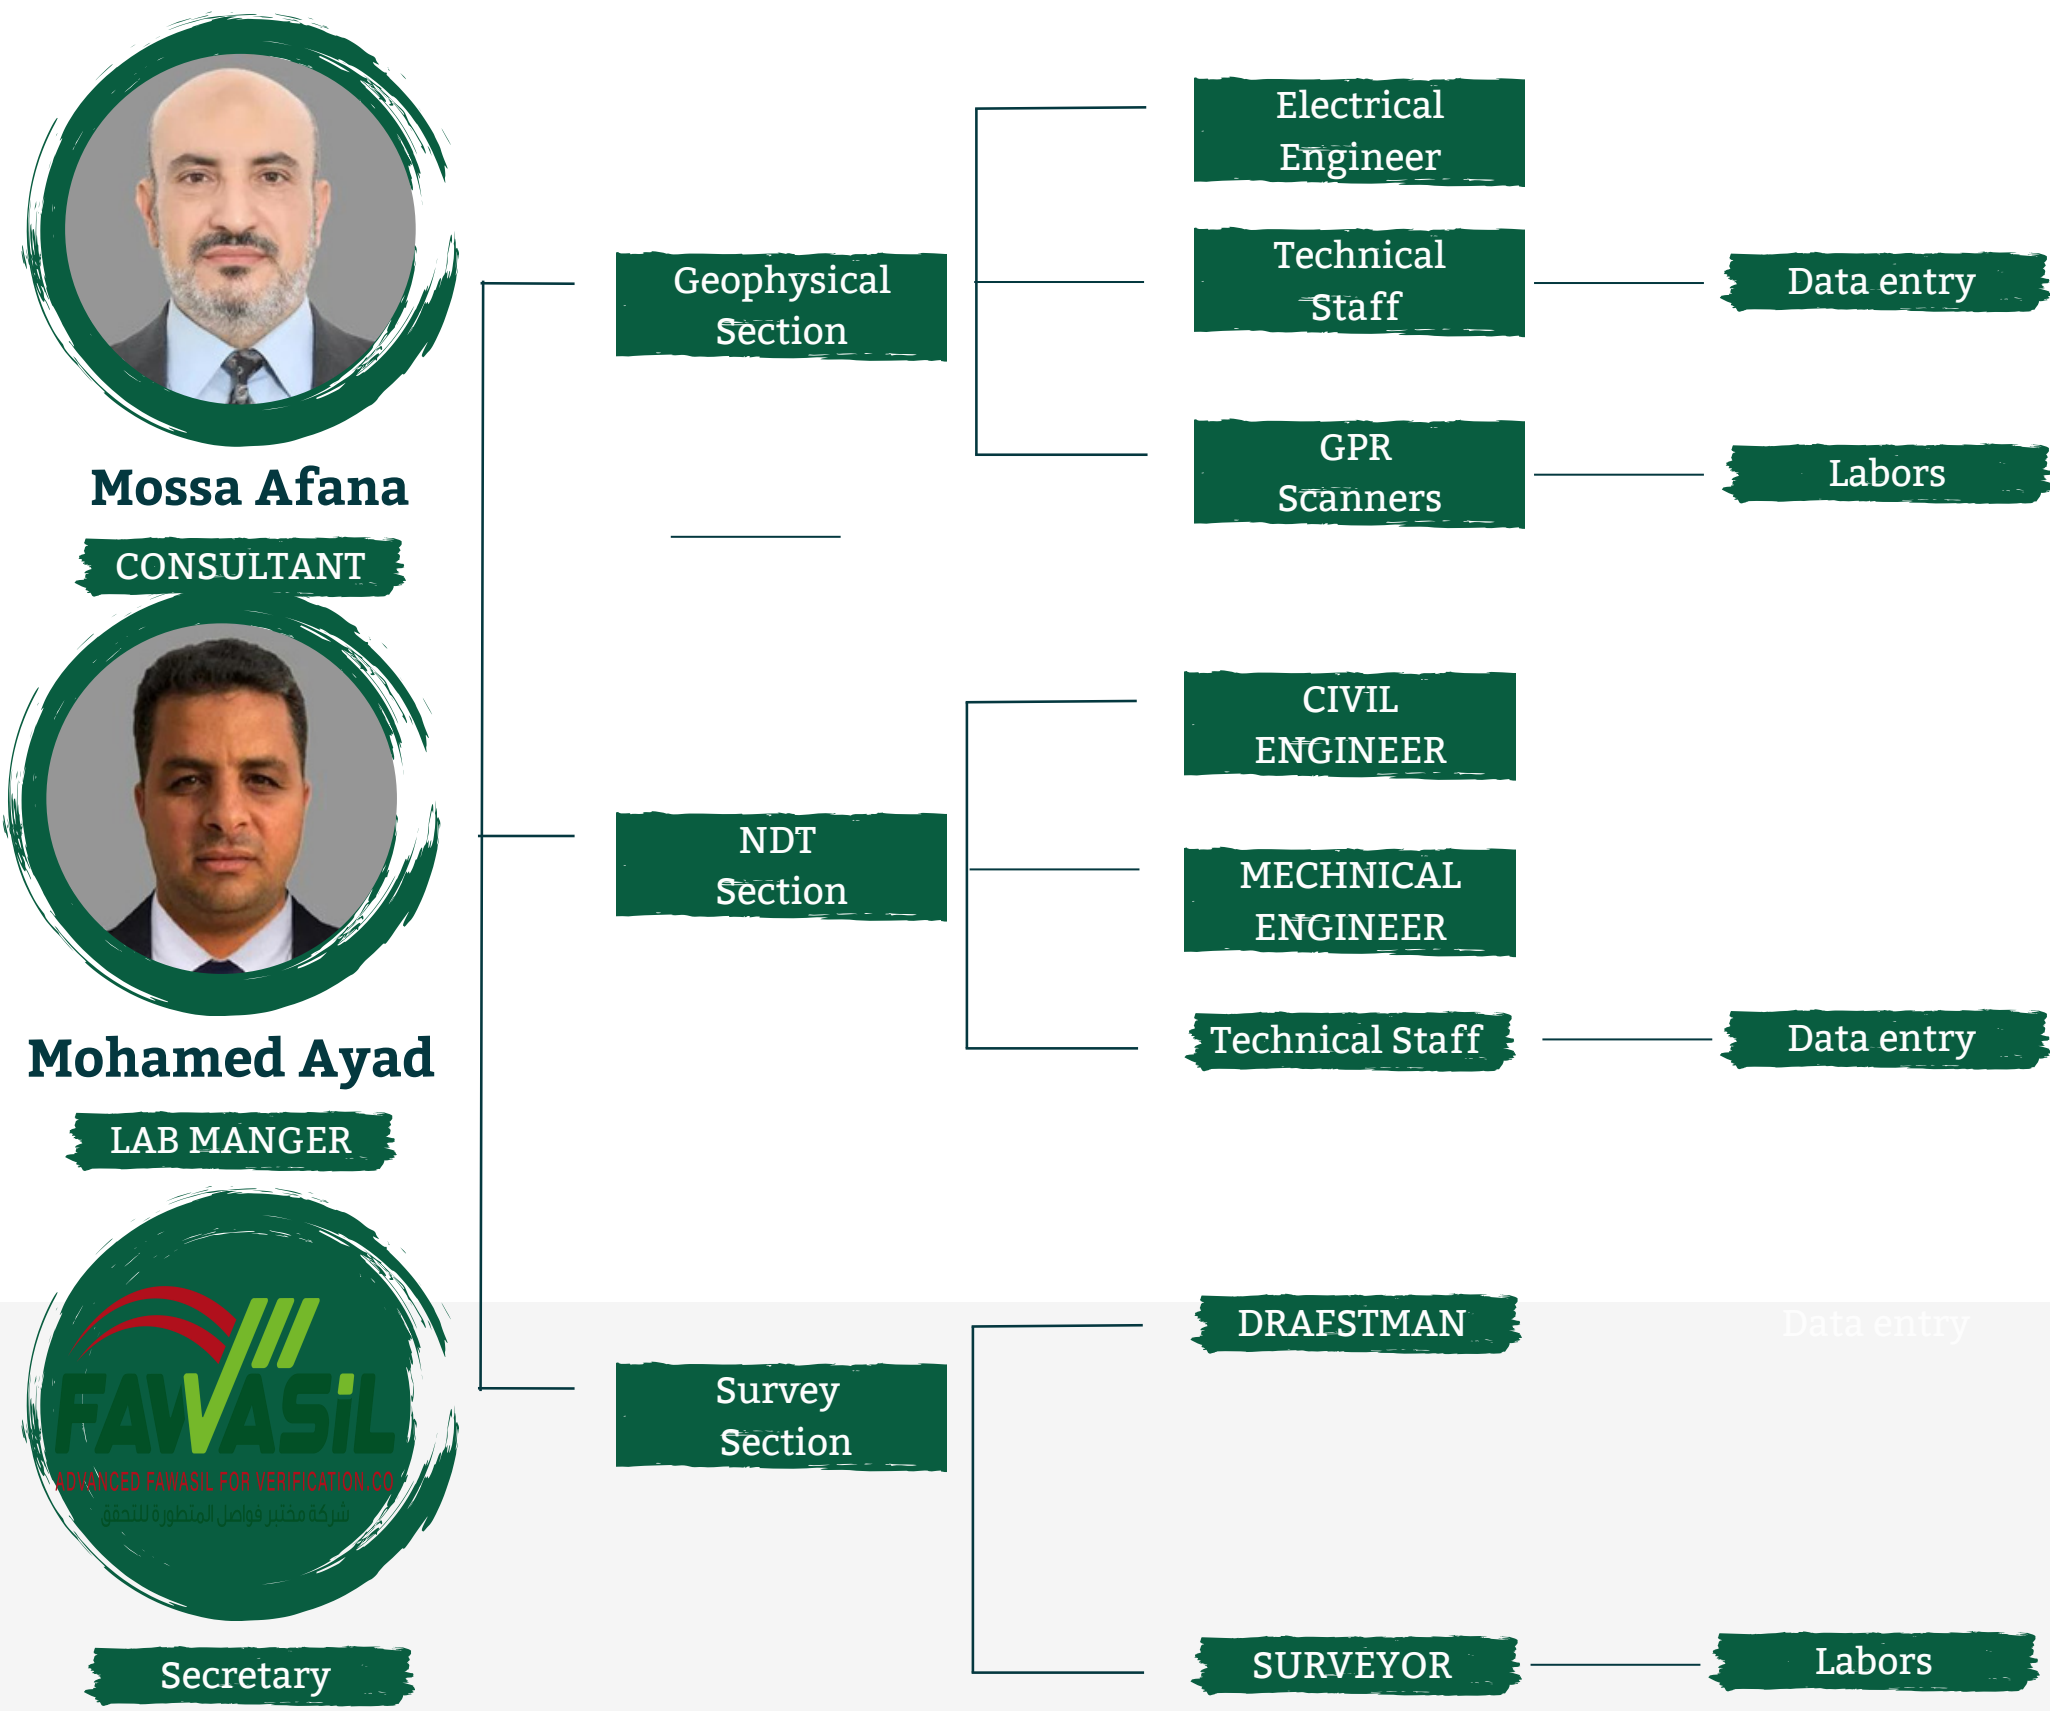 Mossa Afana
CONSULTANT
Mohamed Ayad
LAB MANGER
FAWASiL
ADVANCED FAWASIL FOR VERIFICATION.CO
شركة مختبر فواصل المتطورة للتحقق
Secretary
Geophysical
Section
Electrical
Engineer
Technical
Staff
Data entry
GPR
Scanners
Labors
NDT
Section
CIVIL
ENGINEER
MECHNICAL
ENGINEER
Technical Staff
Data entry
Survey
Section
DRAFSTMAN
Data entry
SURVEYOR
Labors